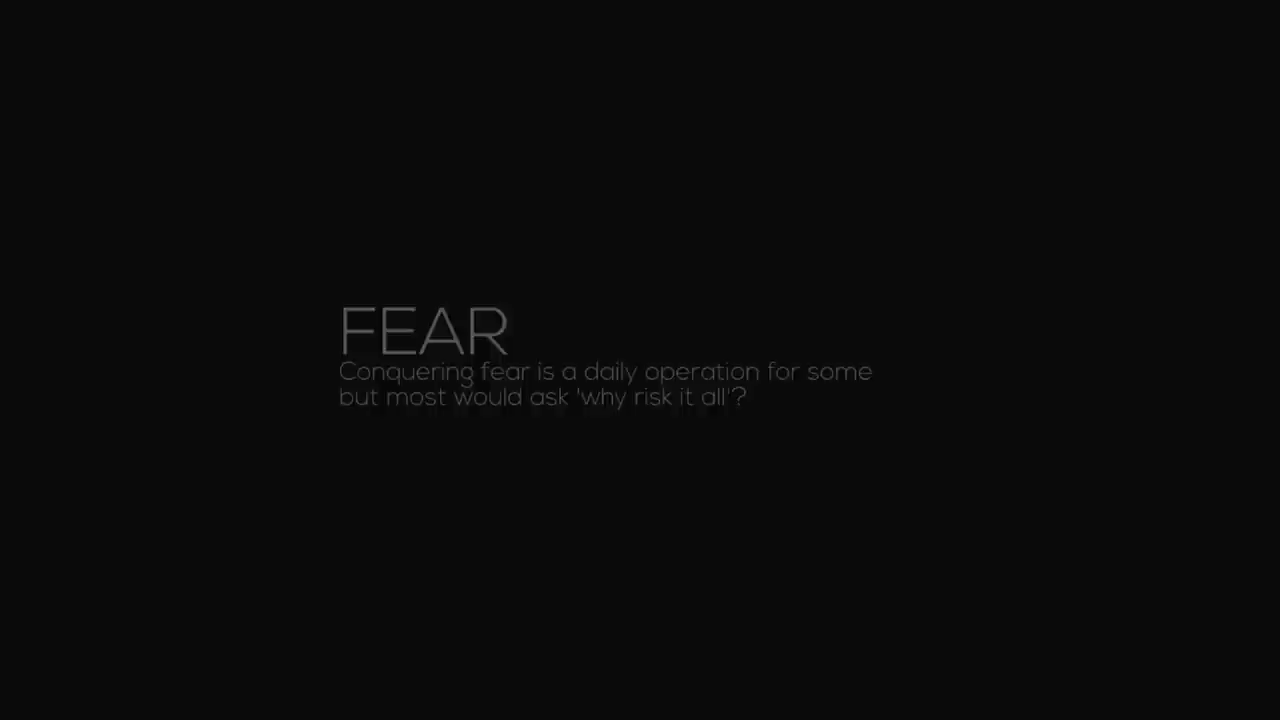 FEAR
Conquering fear is a daily operation for some
but most would ask 'why risk it all'?